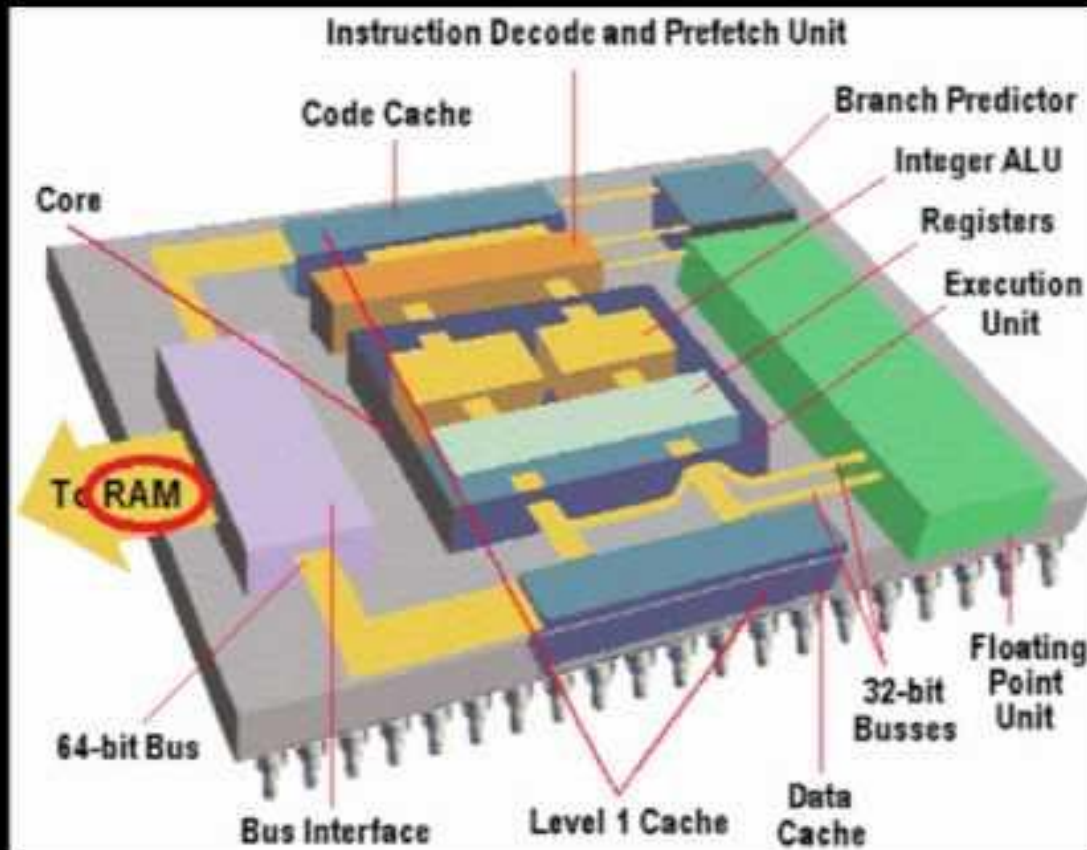 Instruction Decode and Prefetch Unit
Code Cache
Branch Predictor
Core
Integer ALU
Registers
Execution
Unit
To RAM
64-bit Bus
Bus Interface
Level 1 Cache
Data
Cache
32-bit
Busses
Floating
Point
Unit